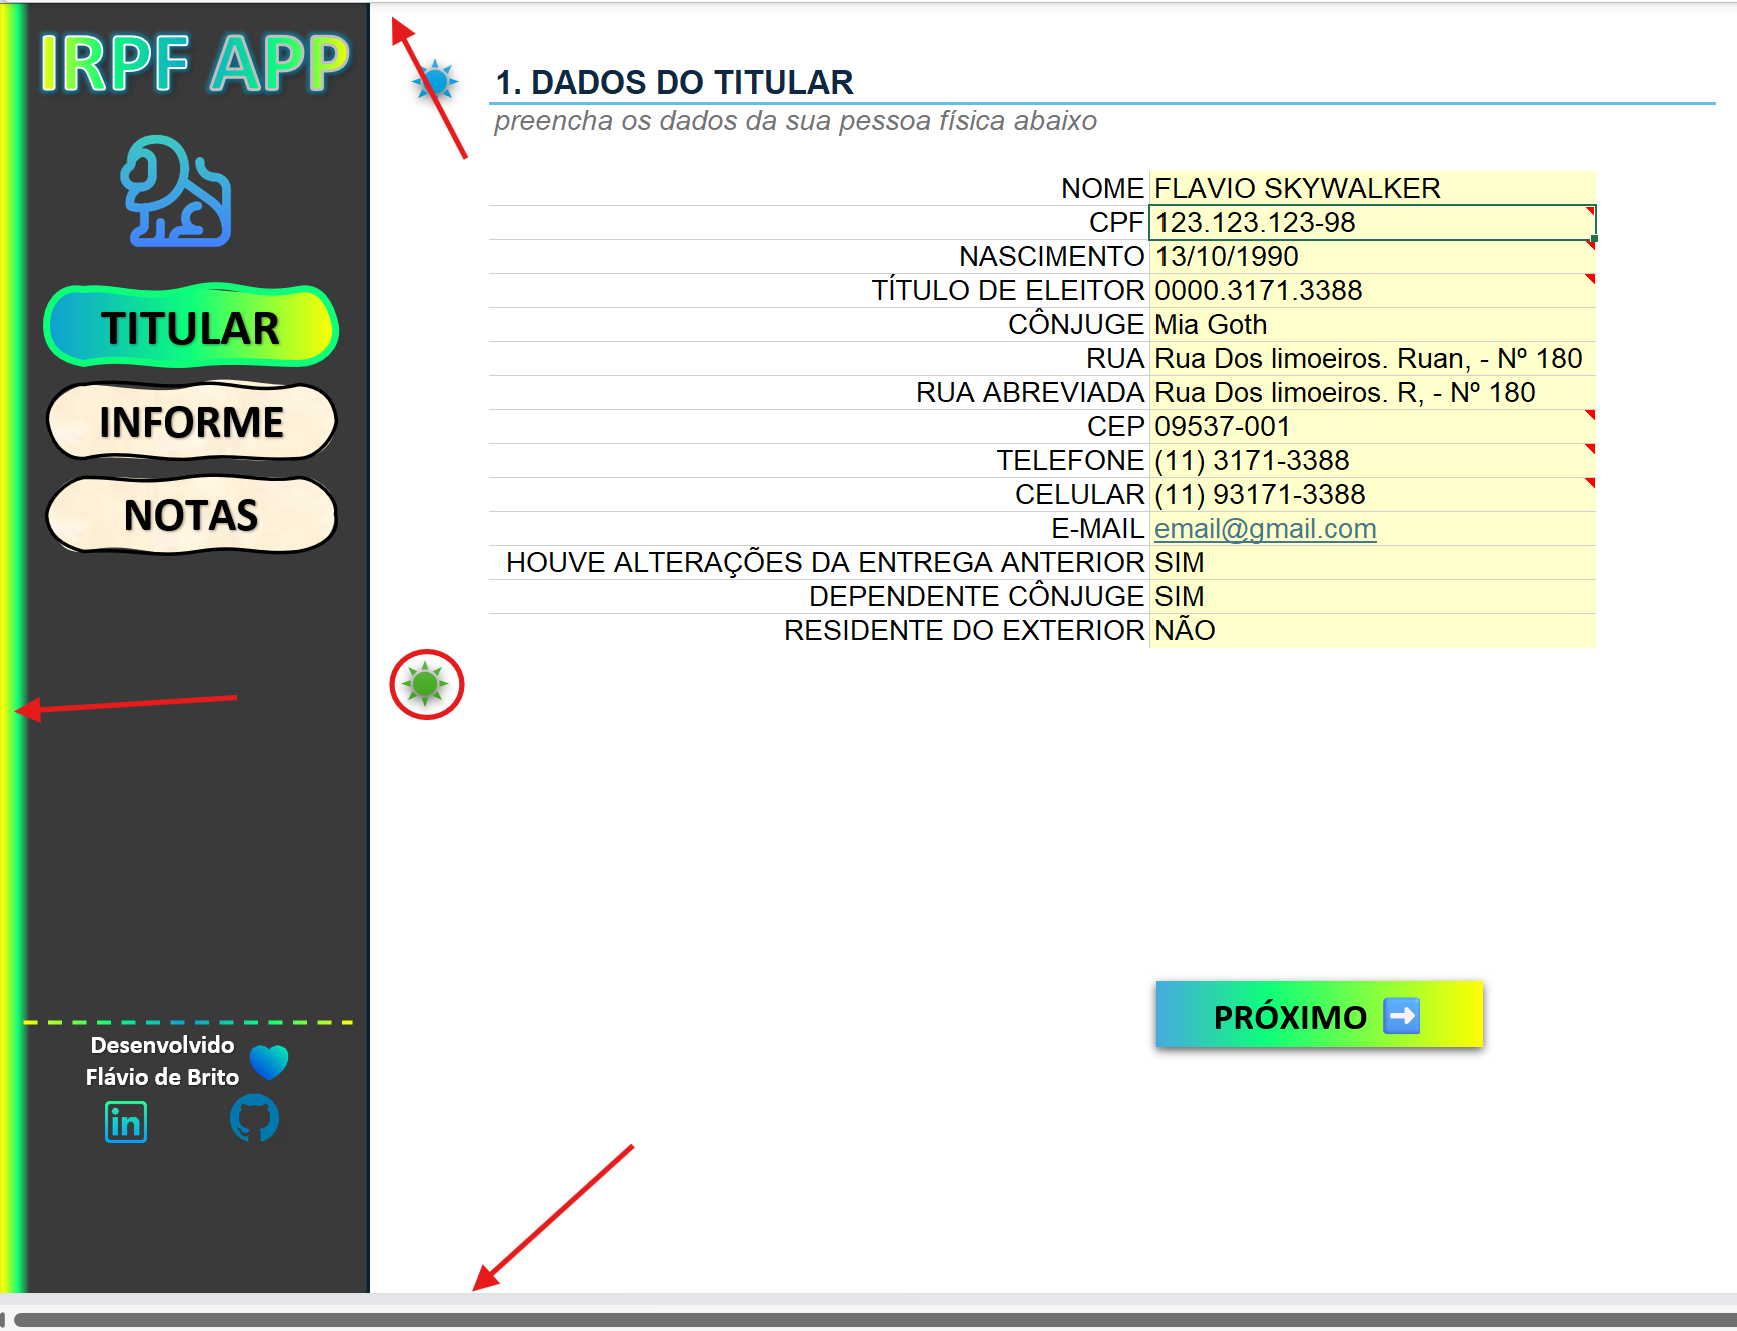 IRPF APP
TITULAR
INFORME
NOTAS
Desenvolvido
Flávio de Brito
in
1. DADOS DO TITULAR
preencha os dados da sua pessoa física abaixo
NOME FLAVIO SKYWALKER
CPF 123.123.123-98
NASCIMENTO 13/10/1990
TÍTULO DE ELEITOR 0000.3171.3388
CÔNJUGE Mia Goth
RUA Rua Dos limoeiros. Ruan, - Nº 180
RUA ABREVIADA Rua Dos limoeiros. R, - Nº 180
CEP 09537-001
TELEFONE (11) 3171-3388
CELULAR (11) 93171-3388
E-MAIL email@gmail.com
HOUVE ALTERAÇÕES DA ENTREGA ANTERIOR SIM
DEPENDENTE CÔNJUGE SIM
RESIDENTE DO EXTERIOR NÃO
PRÓXIMO